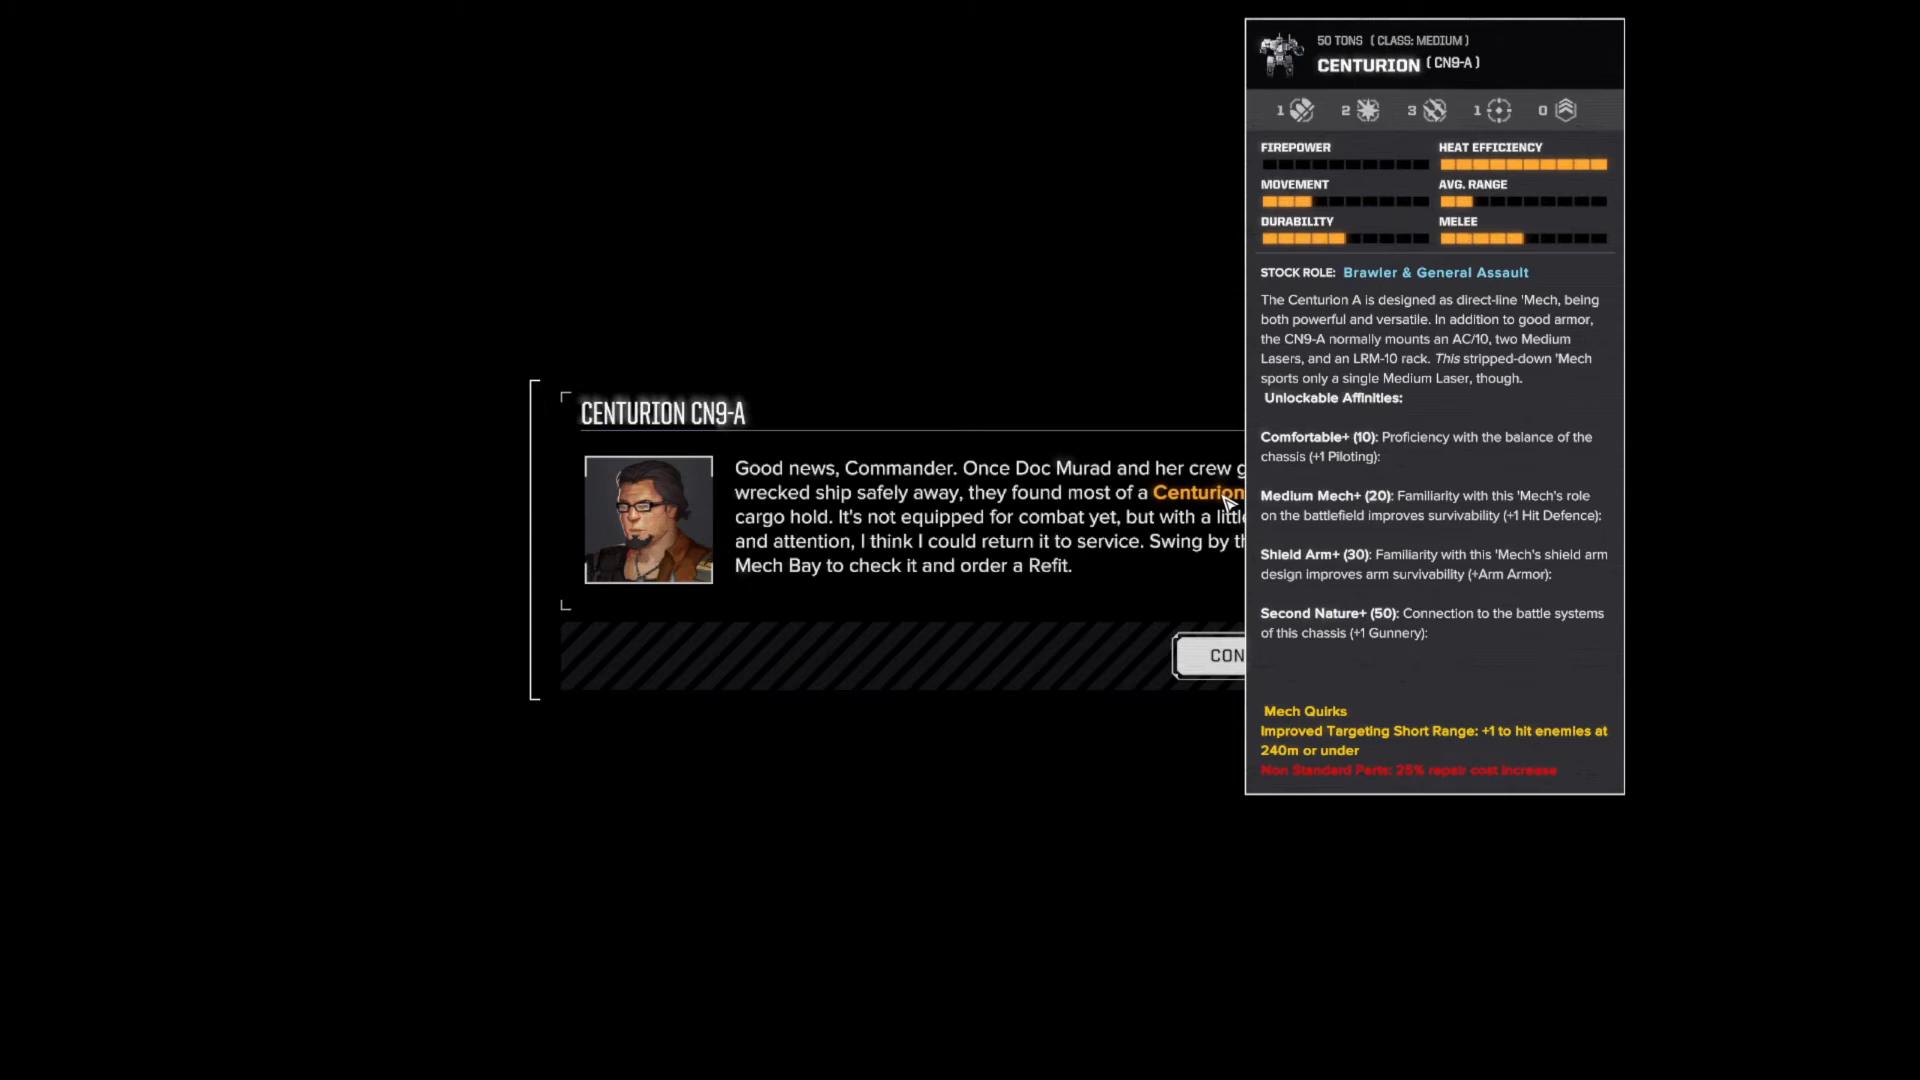 50 TONS ( CLASS: MEDIUM )
CENTURION ( CN9-A )
1 2 3 1 0
FIREPOWER HEAT EFFICIENCY
MOVEMENT AVG. RANGE
DURABILITY MELEE
STOCK ROLE: Brawler & General Assault
The Centurion A is designed as direct-line 'Mech, being
both powerful and versatile. In addition to good armor,
the CN9-A normally mounts an AC/10, two Medium
Lasers, and an LRM-10 rack. This stripped-down 'Mech
sports only a single Medium Laser, though.
Unlockable Affinities:
Comfortable+ (10): Proficiency with the balance of the
chassis (+1 Piloting):
Medium Mech+ (20): Familiarity with this 'Mech's role
on the battlefield improves survivability (+1 Hit Defence):
Shield Arm+ (30): Familiarity with this 'Mech's shield arm
design improves arm survivability (+Arm Armor):
Second Nature+ (50): Connection to the battle systems
of this chassis (+1 Gunnery):
Mech Quirks
Improved Targeting Short Range: +1 to hit enemies at
240m or under
Non Standard Parts: 25% repair cost increase
CENTURION CN9-A
Good news, Commander. Once Doc Murad and her crew g
wrecked ship safely away, they found most of a Centurion
cargo hold. It's not equipped for combat yet, but with a little
and attention, I think I could return it to service. Swing by th
Mech Bay to check it and order a Refit.
CON